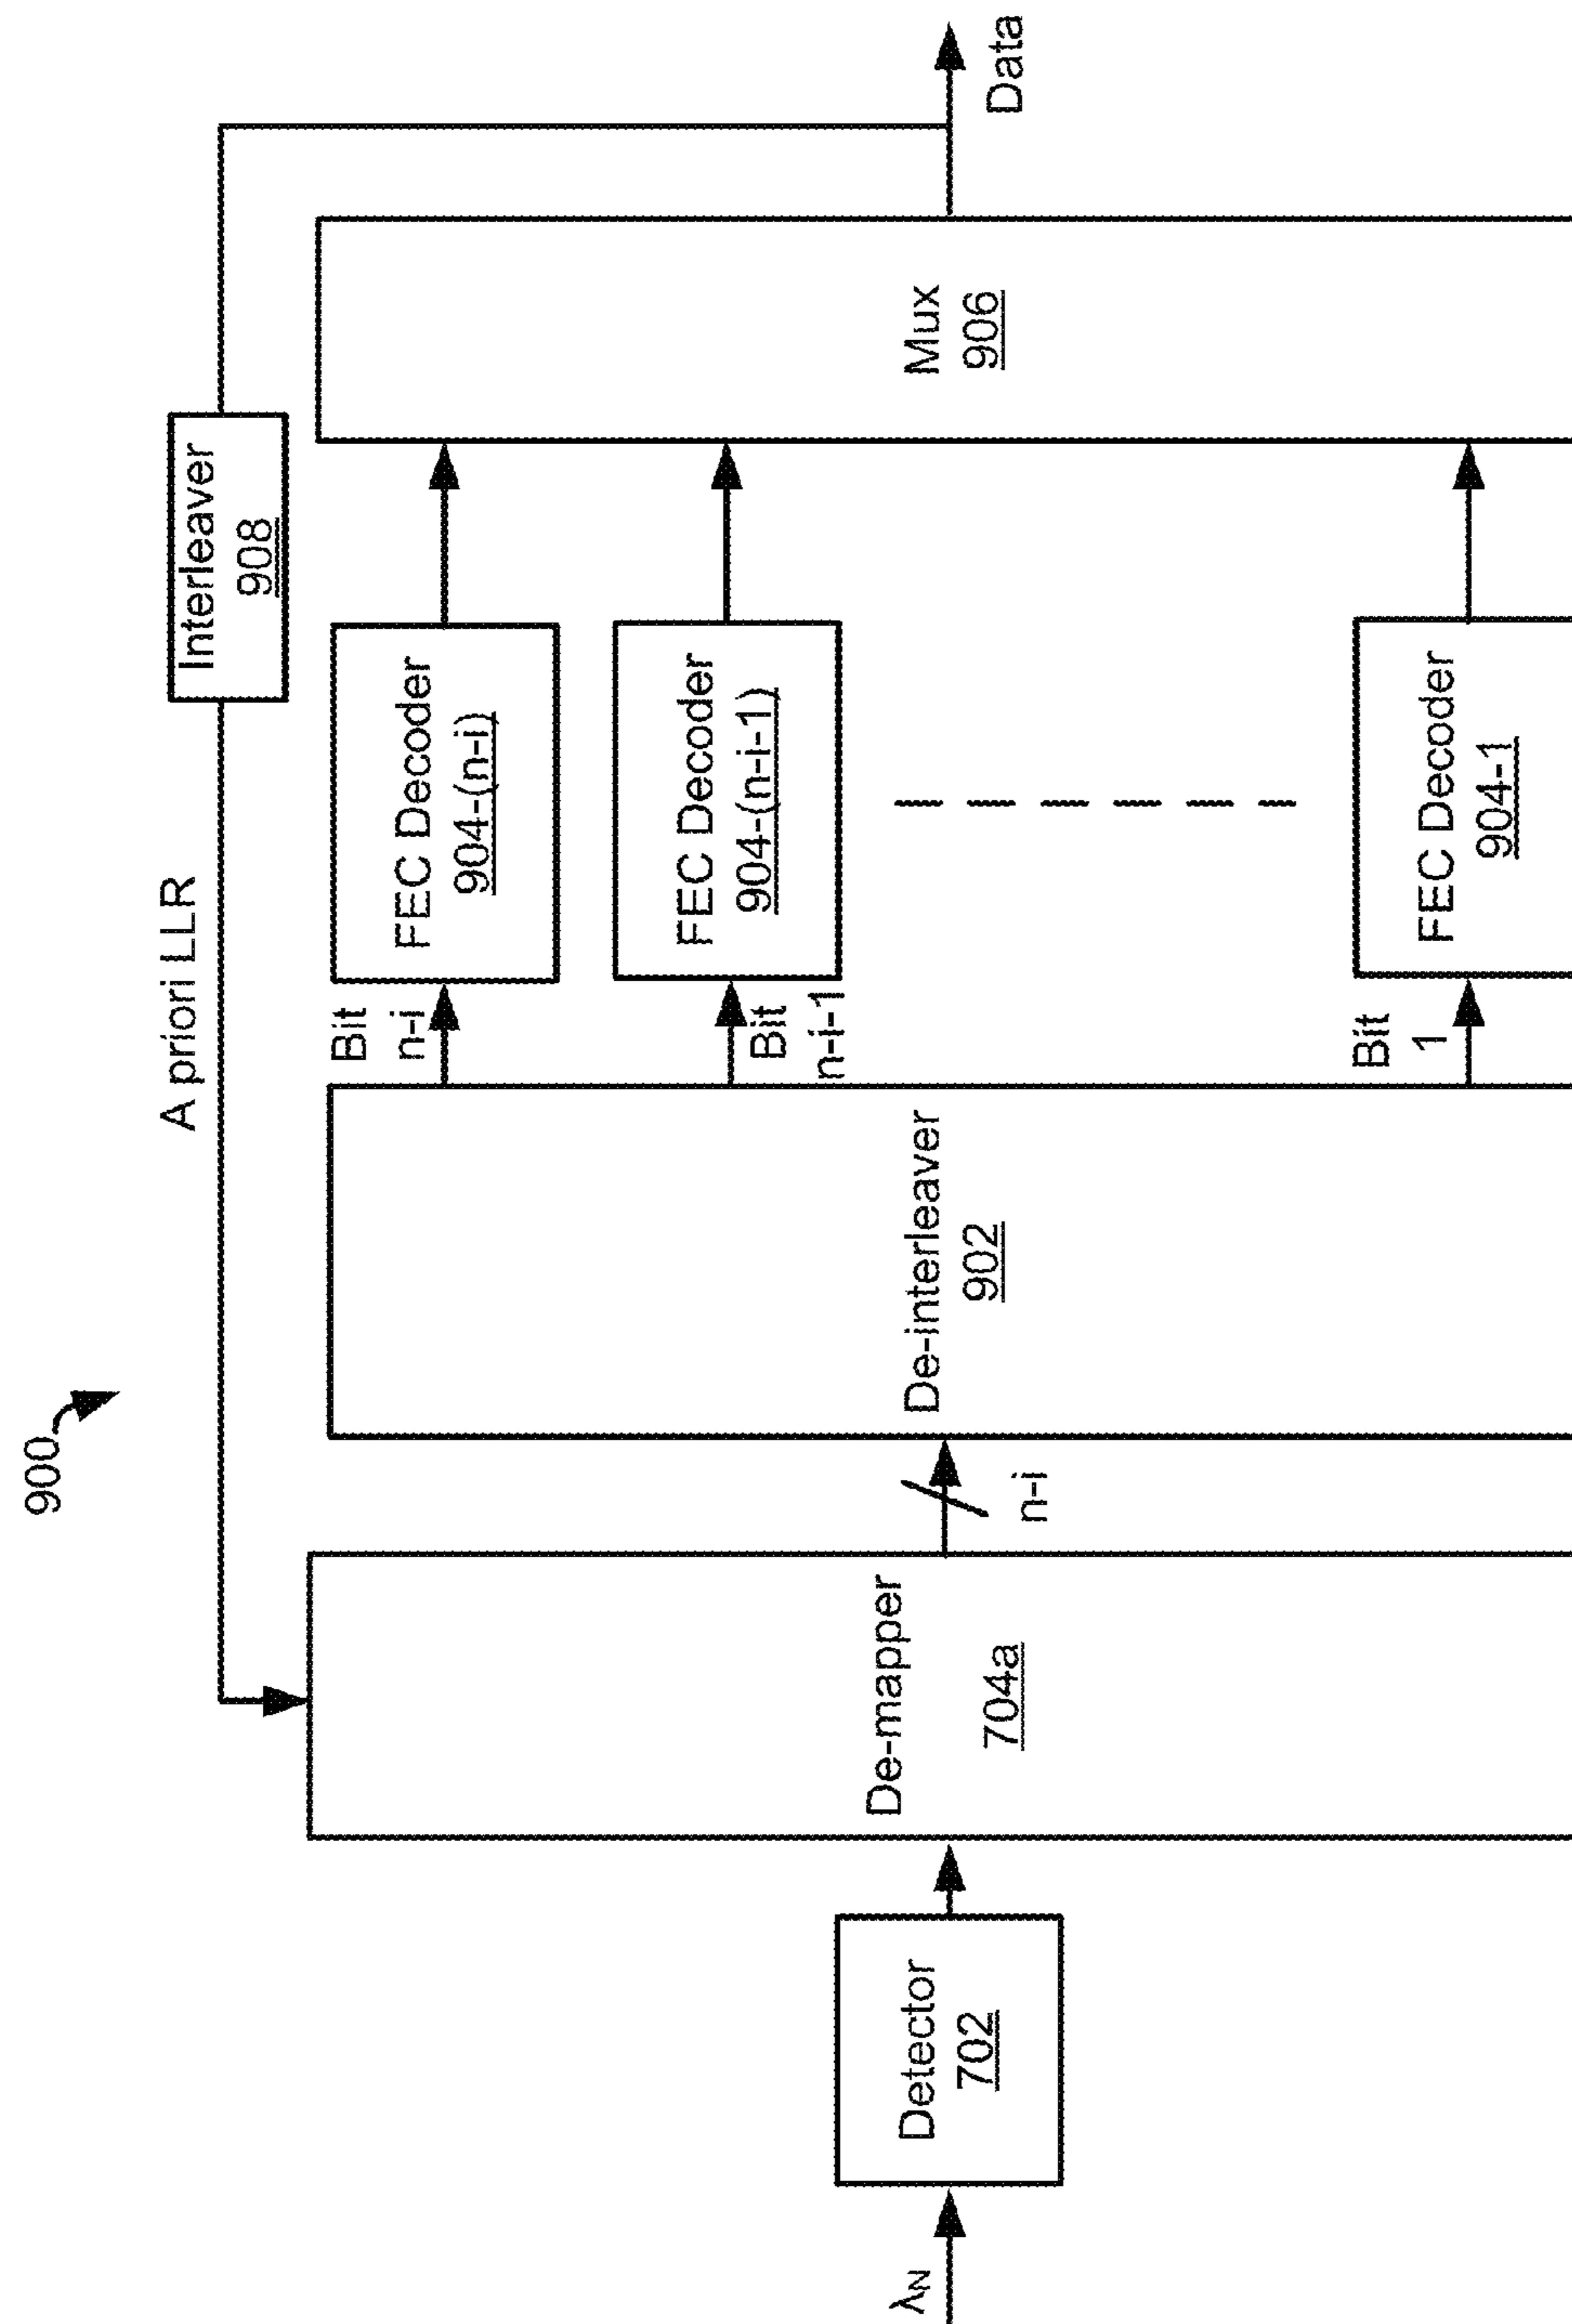 900
A priori LLR
Interleaver
908
λN
Detector
702
De-mapper
704a
n-i
De-interleaver
902
Bit
n-i
FEC Decoder
904-(n-i)
Bit
n-i-1
FEC Decoder
904-(n-i-1)
Bit
1
FEC Decoder
904-1
Mux
906
Data